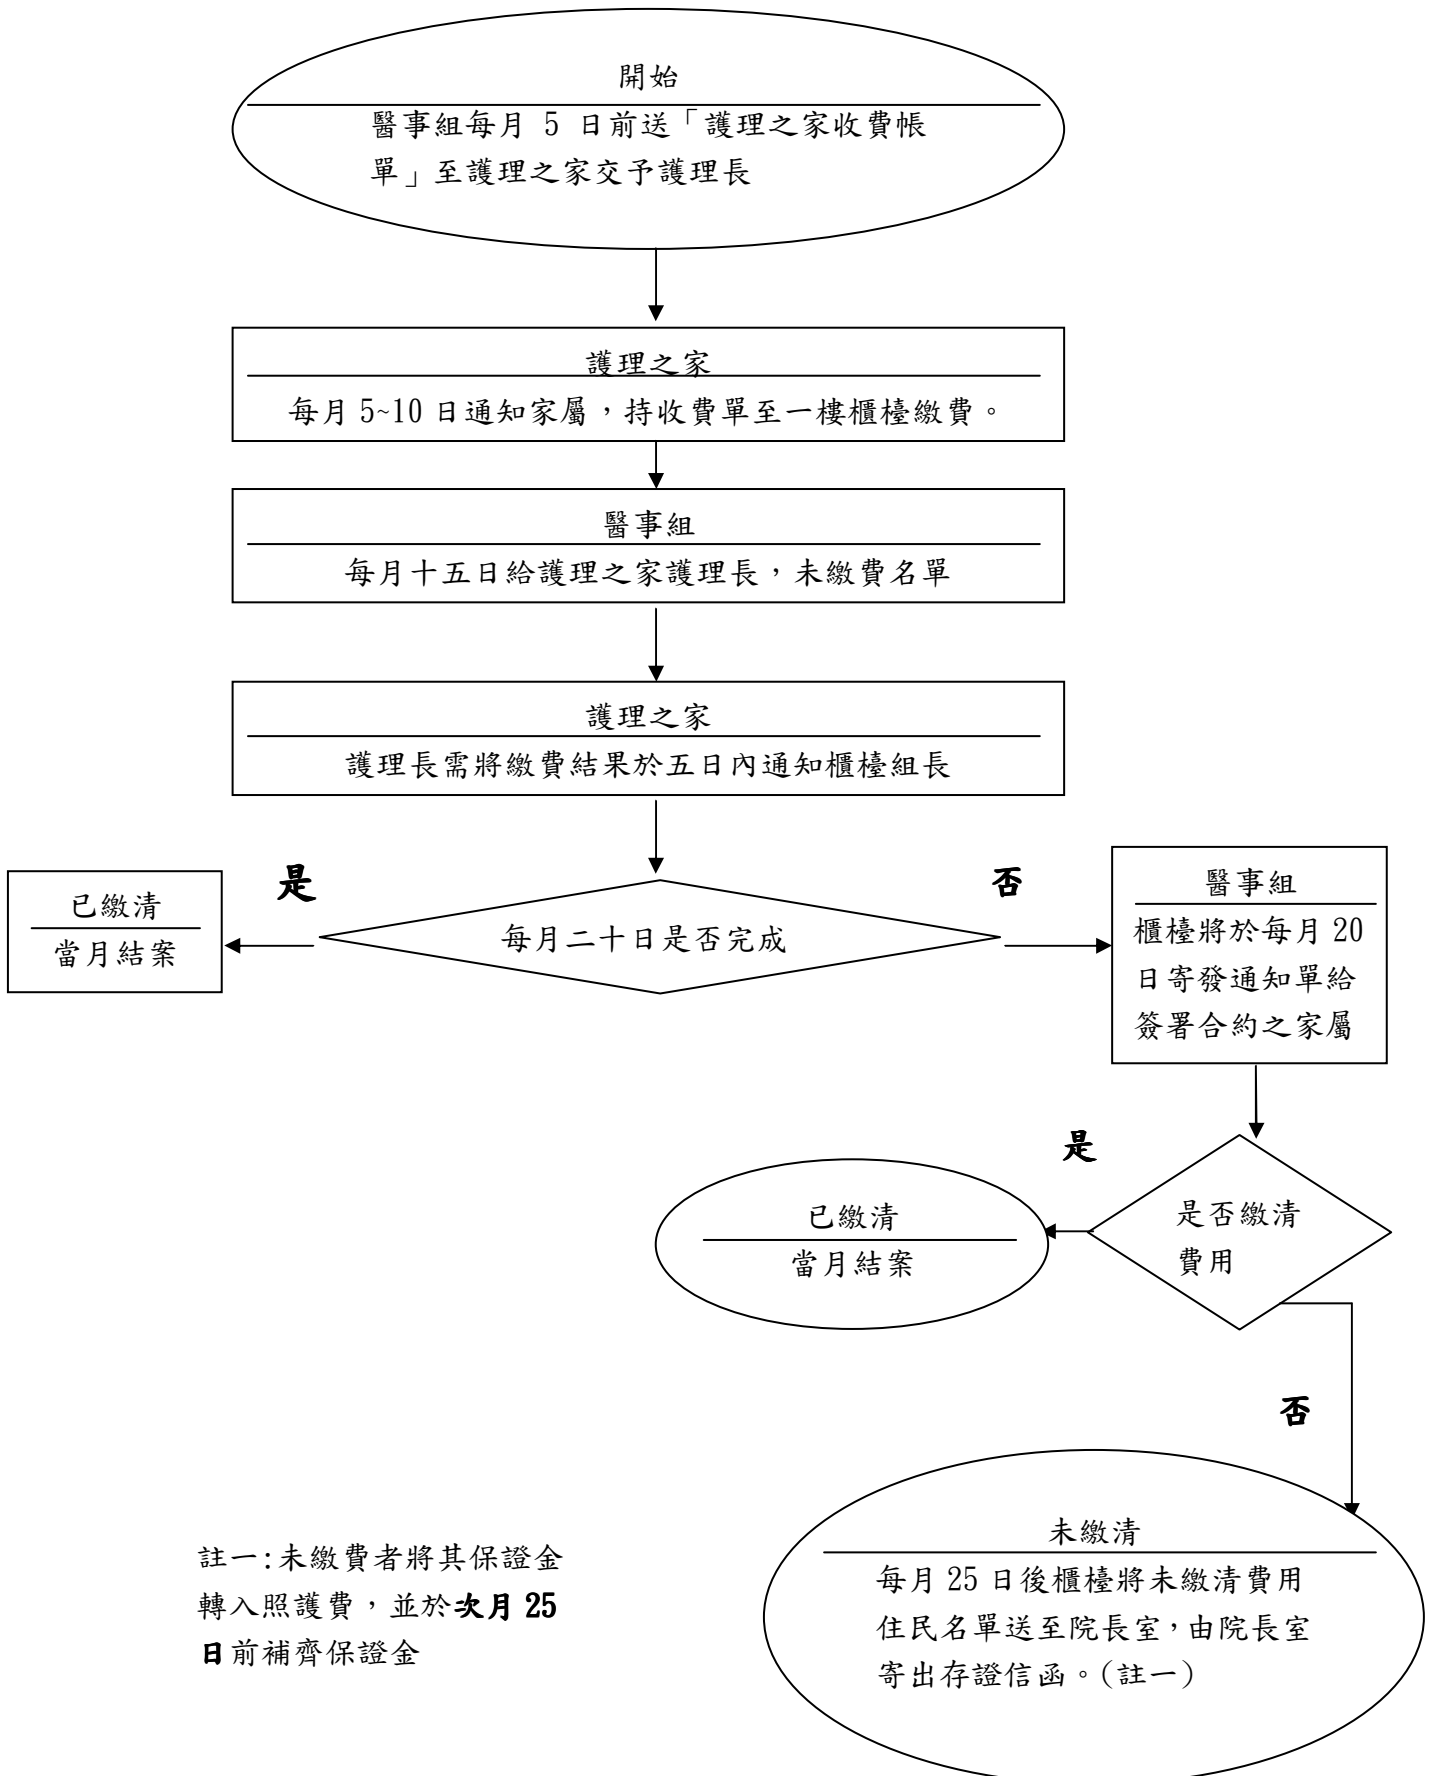 開始
醫事組每月 5 日前送「護理之家收費帳
單」至護理之家交予護理長
護理之家
每月 5~10 日通知家屬，持收費單至一樓櫃檯繳費。
醫事組
每月十五日給護理之家護理長，未繳費名單
護理之家
護理長需將繳費結果於五日內通知櫃檯組長
是
否
已繳清
當月結案
每月二十日是否完成
醫事組
櫃檯將於每月 20
日寄發通知單給
簽署合約之家屬
是
已繳清
當月結案
是否繳清
費用
否
未繳清
每月 25 日後櫃檯將未繳清費用
住民名單送至院長室，由院長室
寄出存證信函。(註一)
註一:未繳費者將其保證金
轉入照護費，並於次月 25
日前補齊保證金